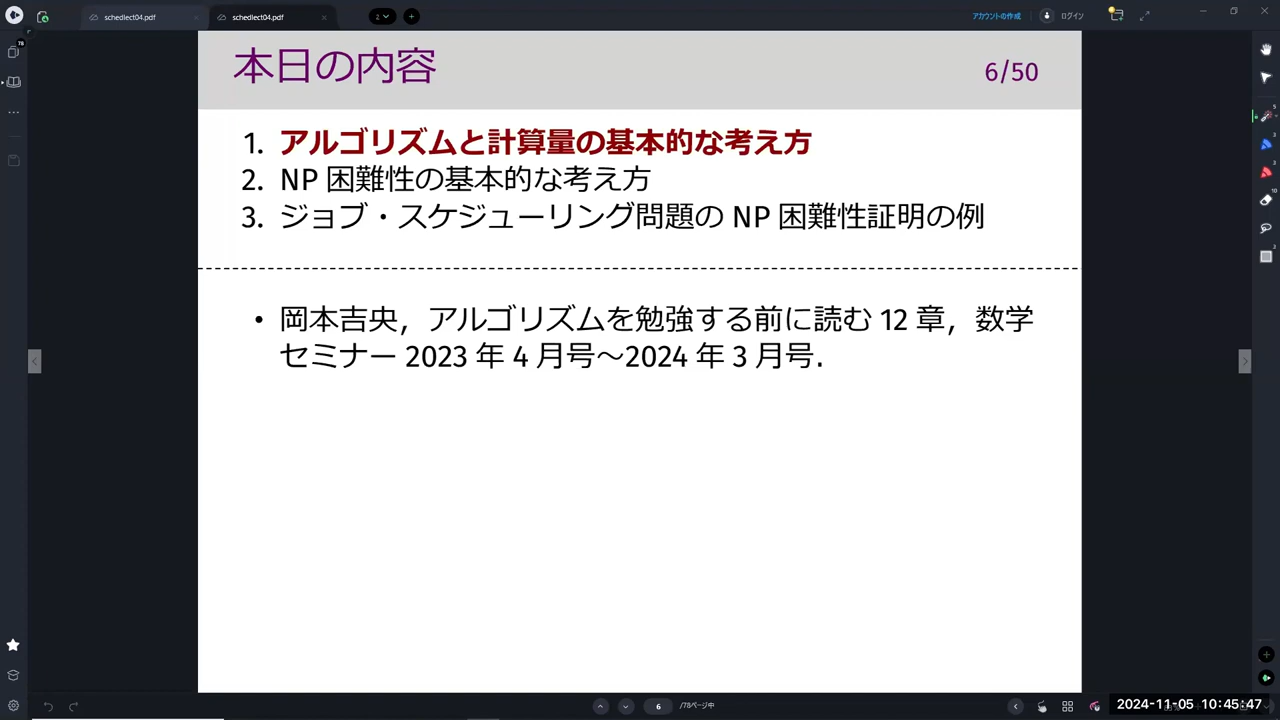 schedlect04.pdf
schedlect04.pdf
2
アカウントの作成
ログイン
本日の内容
6/50
1. アルゴリズムと計算量の基本的な考え方
2. NP 困難性の基本的な考え方
3. ジョブ・スケジューリング問題の NP 困難性証明の例
• 岡本吉央，アルゴリズムを勉強する前に読む 12 章，数学
セミナー 2023 年 4 月号〜2024 年 3 月号．
78
6
/78ページ中
2024-11-05 10:45:47